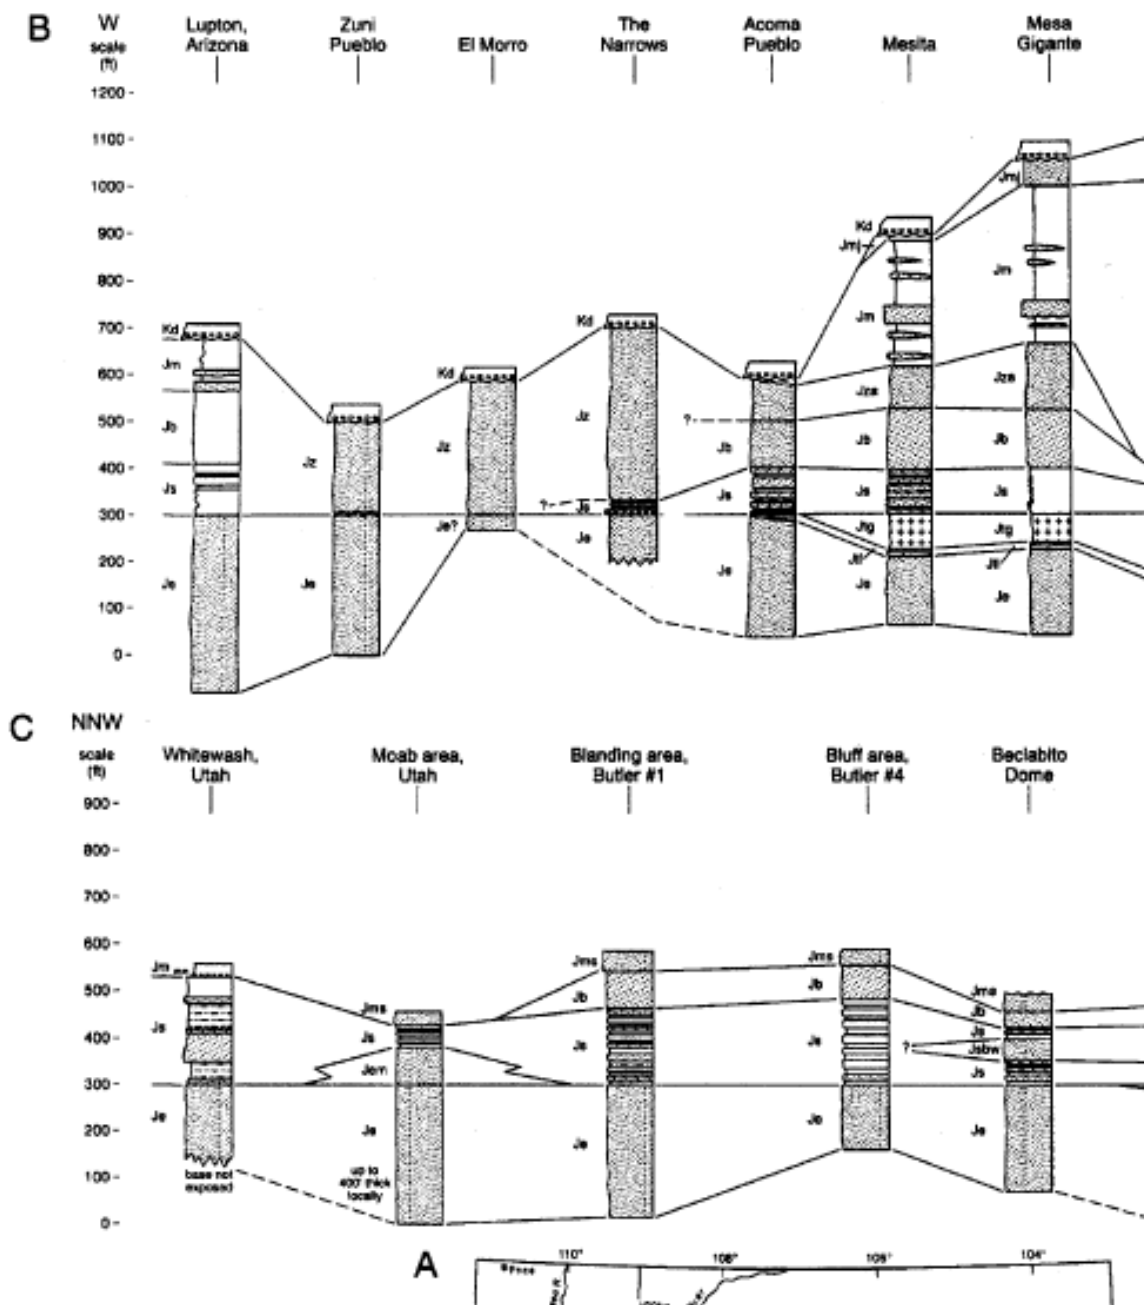 B
W
scale
(ft)
Lupton,
Arizona
Zuni
Pueblo
El Morro
The
Narrows
Acoma
Pueblo
Mesita
Mesa
Gigante
1200
1100
1000
900
800
700
600
500
400
300
200
100
0
Kd
Jm
Jb
Js
Je
Jz
Je
Kd
Jz
Je?
Kd
Jz
?
Js
Je
?
Jb
Js
Je
Kd
Jmj
Jm
Jza
Jb
Js
Jtg
Jtl
Je
Jmj
Jm
Jza
Jb
Js
Jtg
Jtl
Je
C
NNW
scale
(ft)
Whitewash,
Utah
Moab area,
Utah
Blanding area,
Butler #1
Bluff area,
Butler #4
Beclabito
Dome
900
800
700
600
500
400
300
200
100
0
Jm
Js
Je
base not
exposed
Jms
Js
Jem
Je
up to
400' thick
locally
Jms
Jb
Js
Je
Jms
Jb
Js
?
Je
Jms
Jb
Js
Jsbw
Js
Je
A
110°
108°
104°
Price